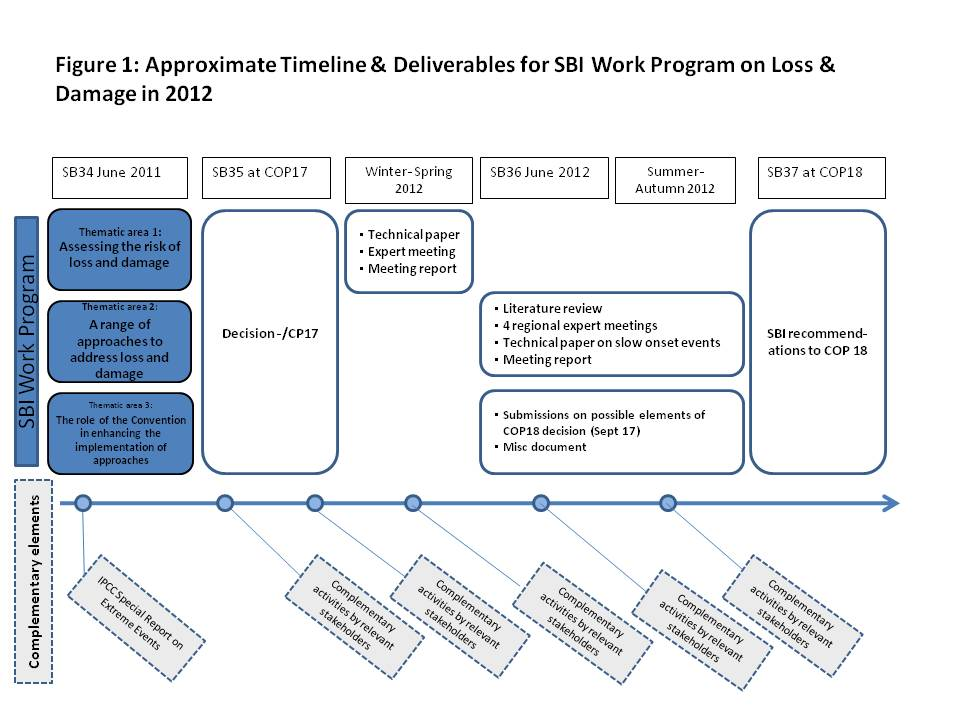 Figure 1: Approximate Timeline & Deliverables for SBI Work Program on Loss &
Damage in 2012
SB34 June 2011
SB35 at COP17
Winter-Spring
2012
SB36 June 2012
Summer-
Autumn 2012
SB37 at COP18
SBI Work Program
Thematic area 1:
Assessing the risk of
loss and damage
Thematic area 2:
A range of
approaches to
address loss and
damage
Thematic area 3:
The role of the Convention
in enhancing the
implementation of
approaches
Decision-/CP17
▪ Technical paper
▪ Expert meeting
▪ Meeting report
▪ Literature review
▪ 4 regional expert meetings
▪ Technical paper on slow onset events
▪ Meeting report
▪ Submissions on possible elements of
COP18 decision (Sept 17)
▪ Misc document
SBI recommend-
ations to COP 18
Complementary elements
IPCC Special Report on
Extreme Events
Complementary
activities by relevant
stakeholders
Complementary
activities by relevant
stakeholders
Complementary
activities by relevant
stakeholders
Complementary
activities by relevant
stakeholders
Complementary
activities by relevant
stakeholders